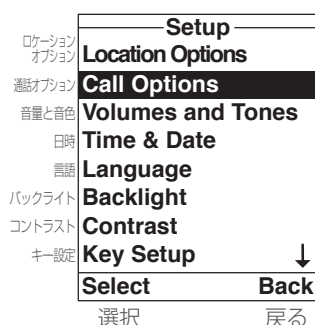 Setup
ロケーション
オプション
Location Options
通話オプション
Call Options
音量と音色
Volumes and Tones
日時
Time & Date
言語
Language
バックライト
Backlight
コントラスト
Contrast
キー設定
Key Setup
Select Back
選択 戻る